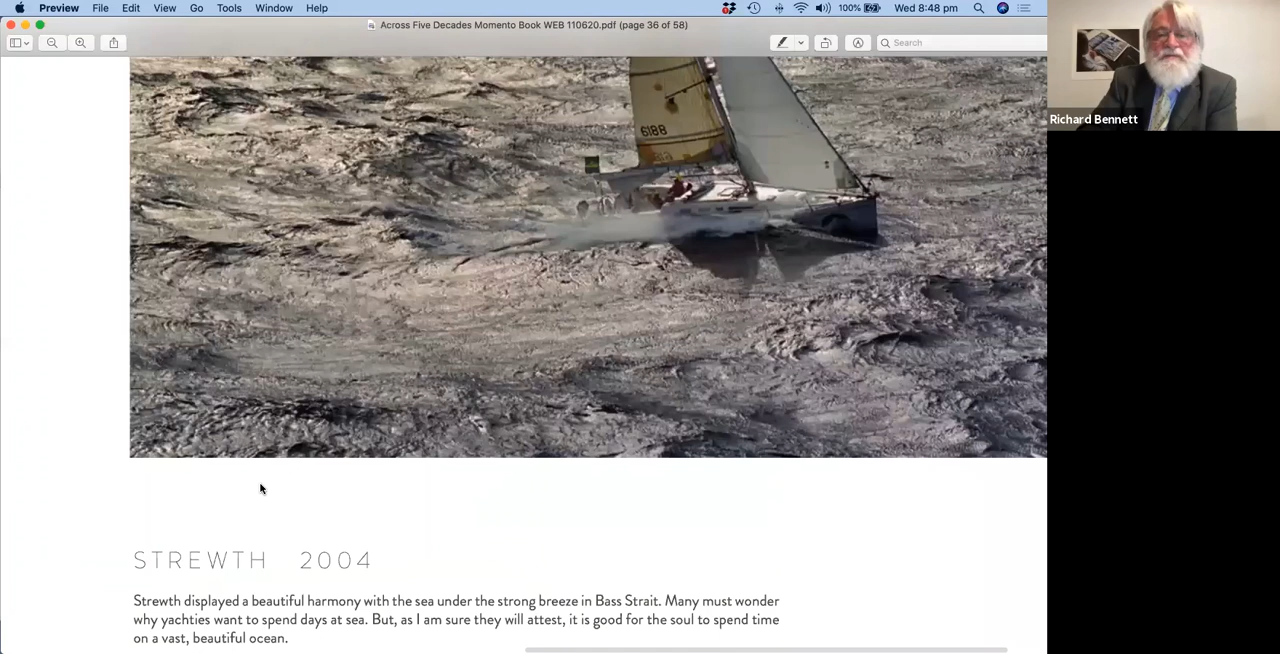 Preview File Edit View Go Tools Window Help 100% Wed 8:48 pm
Across Five Decades Momento Book WEB 110620.pdf (page 36 of 58)
Search
Richard Bennett
6188
STREWTH 2004
Strewth displayed a beautiful harmony with the sea under the strong breeze in Bass Strait. Many must wonder
why yachties want to spend days at sea. But, as I am sure they will attest, it is good for the soul to spend time
on a vast, beautiful ocean.